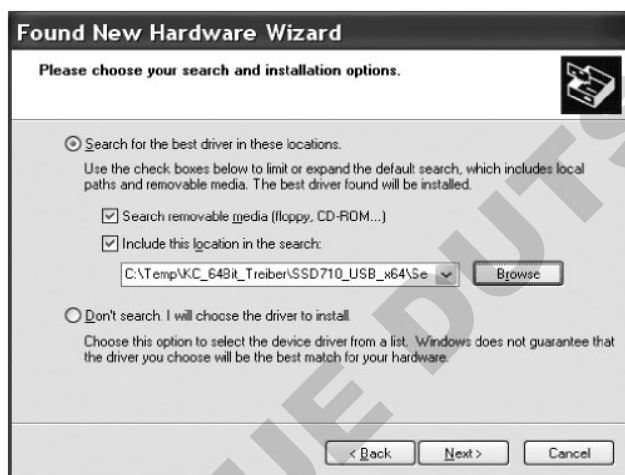 Found New Hardware Wizard
Please choose your search and installation options.
Search for the best driver in these locations.
Use the check boxes below to limit or expand the default search, which includes local
paths and removable media. The best driver found will be installed.
Search removable media (floppy, CD-ROM...)
Include this location in the search:
C:\Temp\KC_64Bit_Treiber\SSD710_USB_x64\Se
Browse
Don't search. I will choose the driver to install.
Choose this option to select the device driver from a list. Windows does not guarantee that
the driver you choose will be the best match for your hardware.
< Back Next > Cancel
UE DUTS